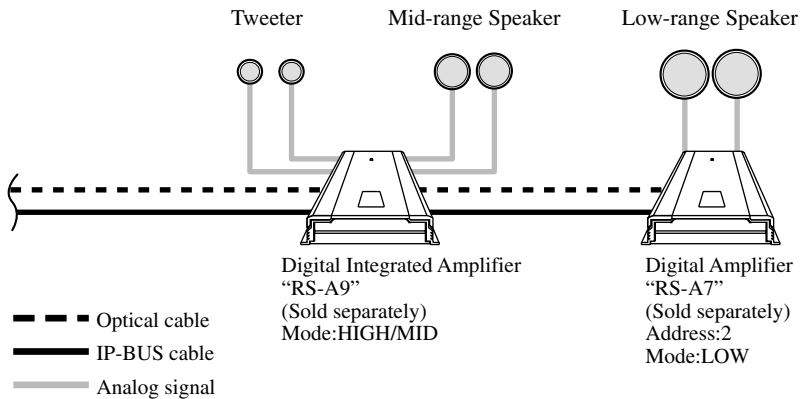 Tweeter
Mid-range Speaker
Low-range Speaker
Digital Integrated Amplifier
“RS-A9”
(Sold separately)
Mode:HIGH/MID
Digital Amplifier
“RS-A7”
(Sold separately)
Address:2
Mode:LOW
Optical cable
IP-BUS cable
Analog signal